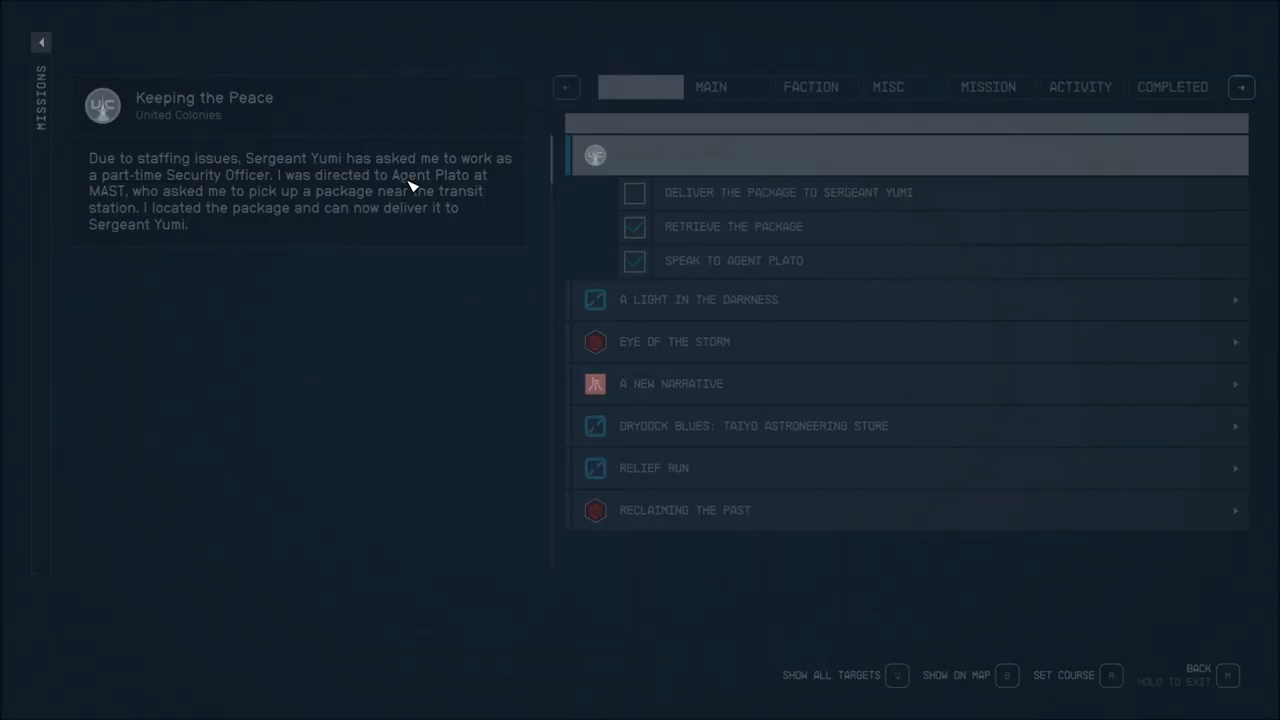 MISSIONS
UC
Keeping the Peace
United Colonies
Due to staffing issues, Sergeant Yumi has asked me to work as
a part-time Security Officer. I was directed to Agent Plato at
MAST, who asked me to pick up a package near the transit
station. I located the package and can now deliver it to
Sergeant Yumi.
MAIN FACTION MISC MISSION ACTIVITY COMPLETED
UC
DELIVER THE PACKAGE TO SERGEANT YUMI
RETRIEVE THE PACKAGE
SPEAK TO AGENT PLATO
A LIGHT IN THE DARKNESS
EYE OF THE STORM
A NEW NARRATIVE
DRYDOCK BLUES: TAIYO ASTRONEERING STORE
RELIEF RUN
RECLAIMING THE PAST
SHOW ALL TARGETS U SHOW ON MAP B SET COURSE R BACK M
HOLD TO EXIT